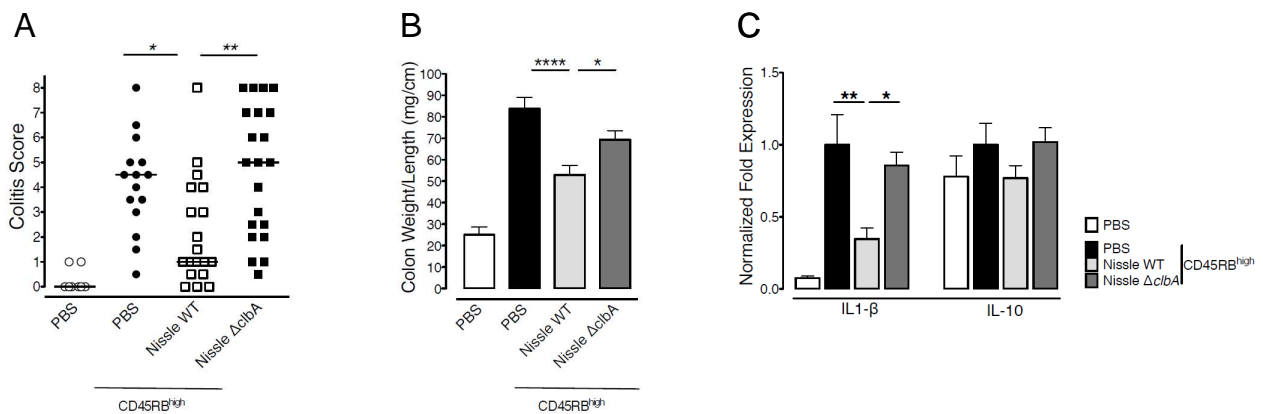 A
*
**
Colitis Score
8
7
6
5
4
3
2
1
0
PBS
PBS
Nissle WT
Nissle ΔclbA
CD45RBhigh
B
****
*
Colon Weight/Length (mg/cm)
100
90
80
70
60
50
40
30
20
10
0
PBS
PBS
Nissle WT
Nissle ΔclbA
CD45RBhigh
C
**
*
Normalized Fold Expression
1.5
1.0
0.5
0.0
IL1-β
IL-10
PBS
PBS
Nissle WT
Nissle ΔclbA
CD45RBhigh